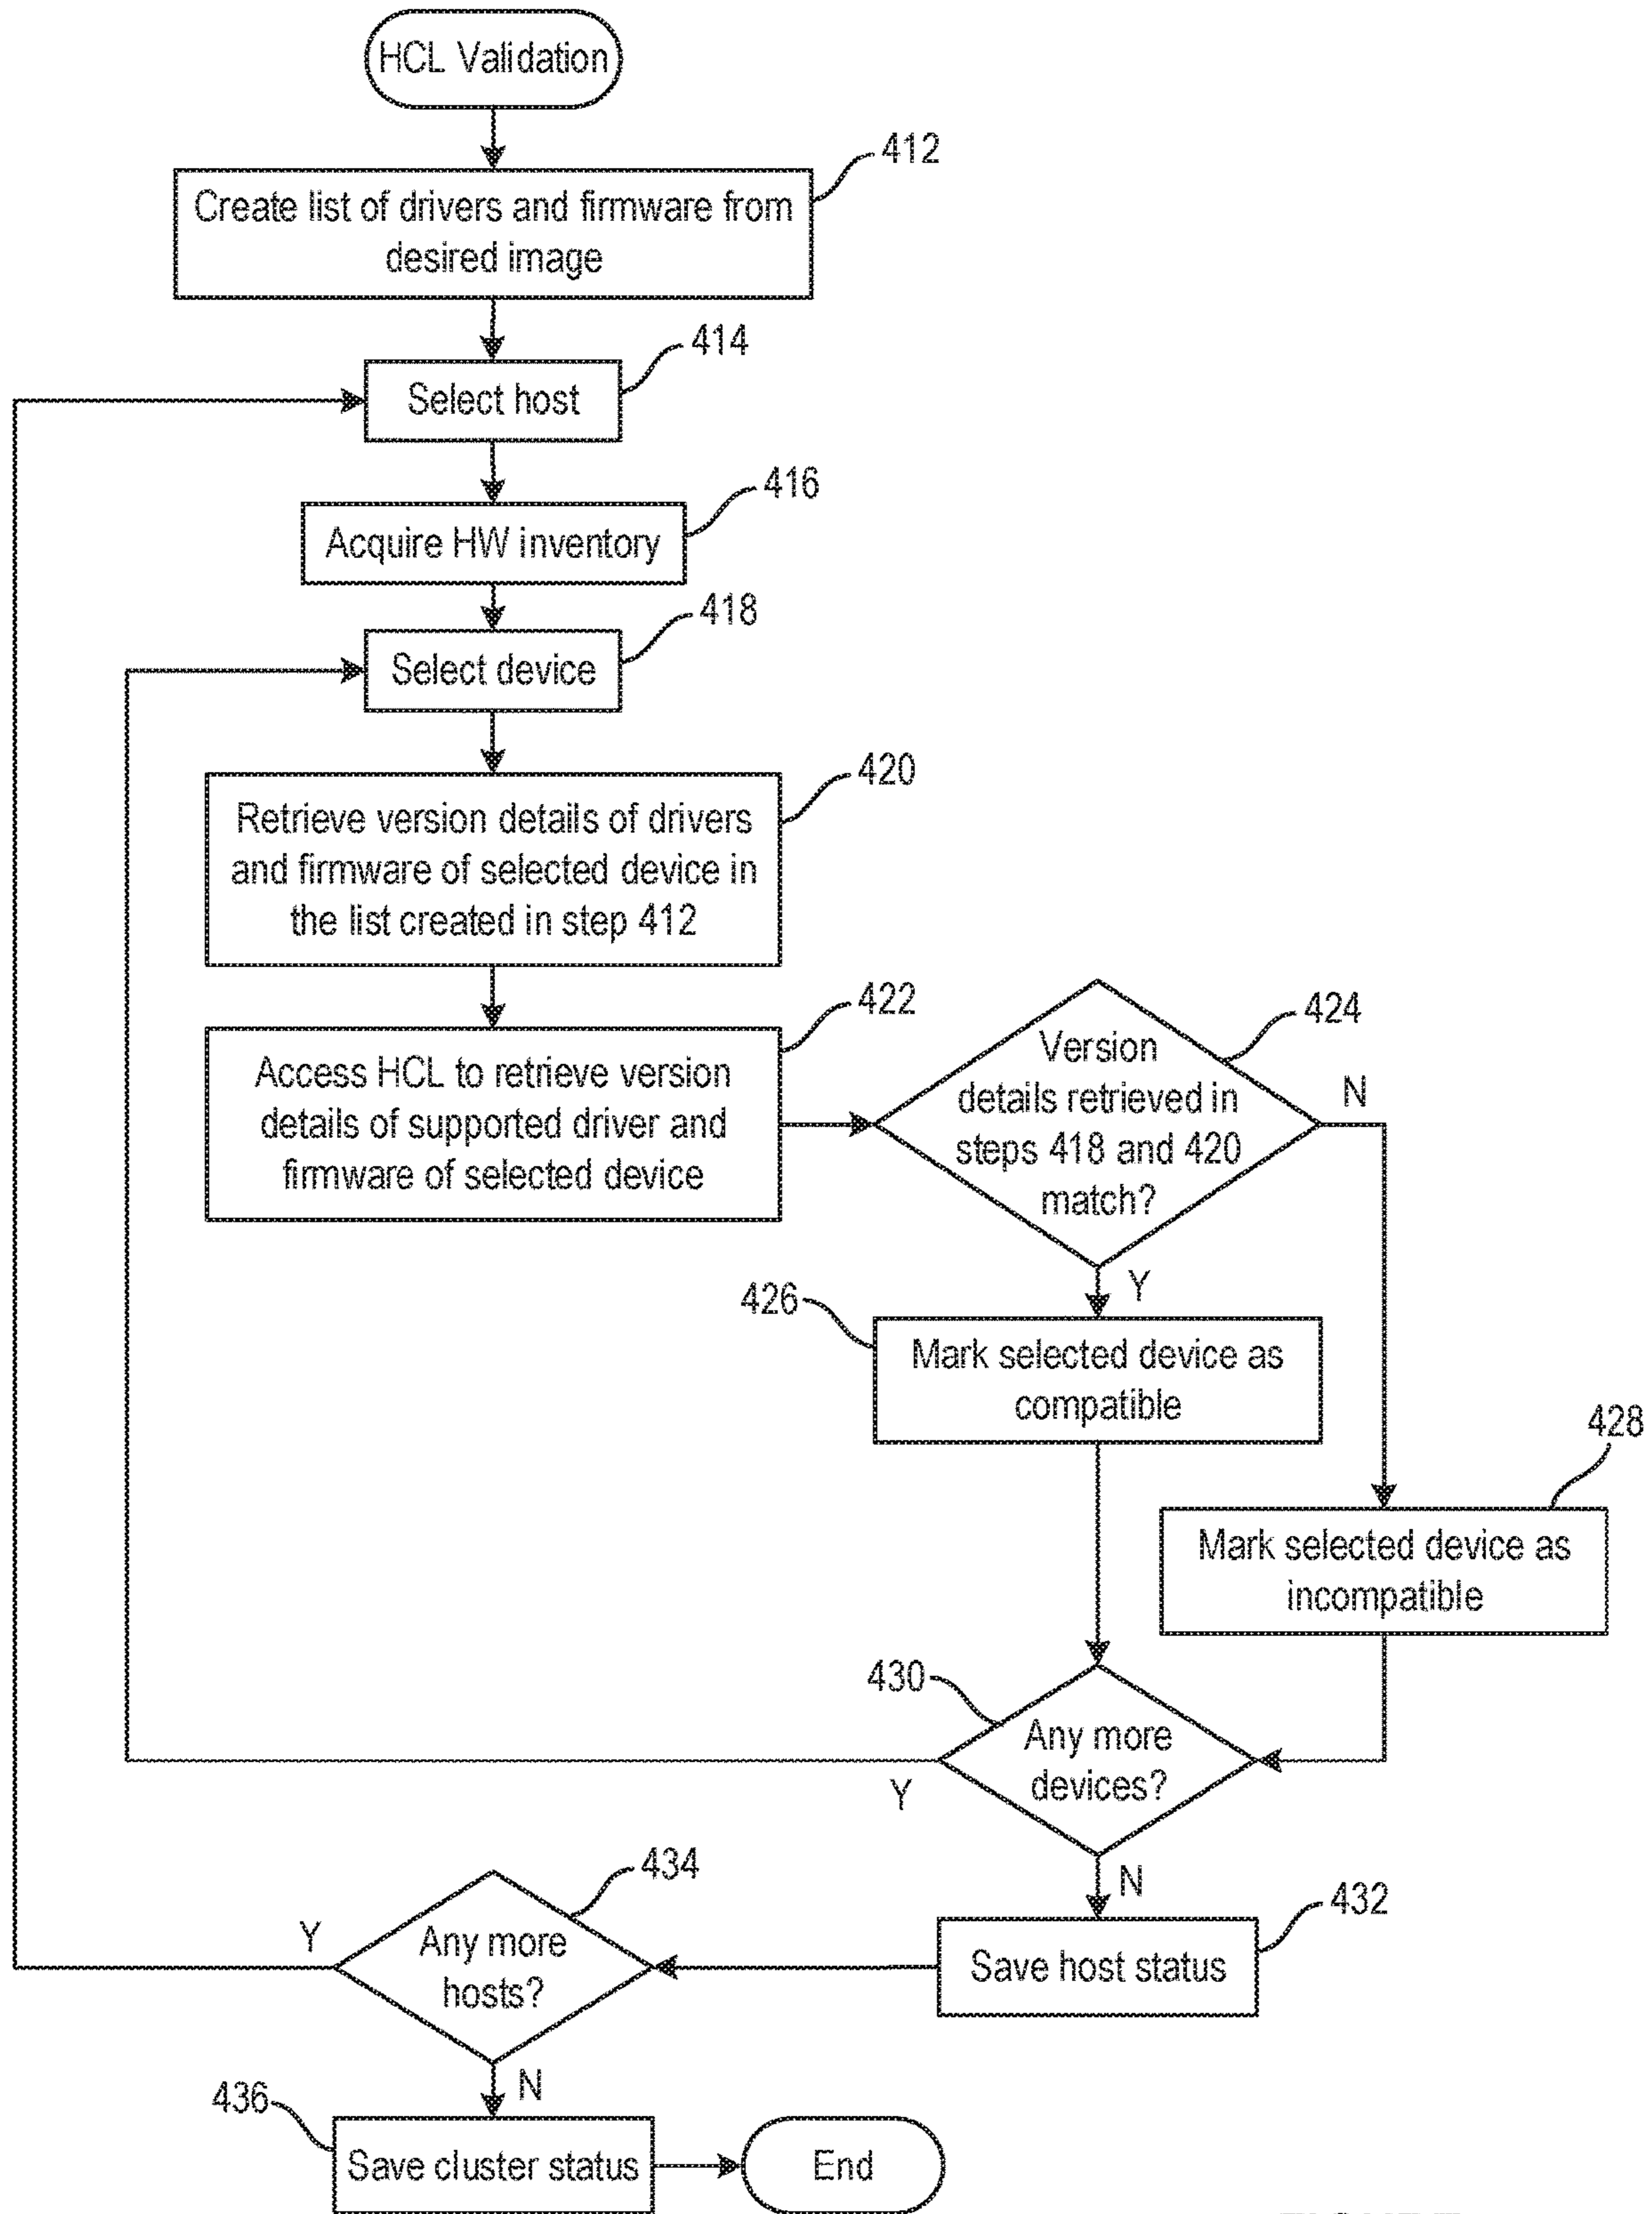 HCL Validation
412
Create list of drivers and firmware from
desired image
414
Select host
416
Acquire HW inventory
418
Select device
420
Retrieve version details of drivers
and firmware of selected device in
the list created in step 412
422
Access HCL to retrieve version
details of supported driver and
firmware of selected device
424
Version
details retrieved in
steps 418 and 420
match?
N
Y
426
Mark selected device as
compatible
428
Mark selected device as
incompatible
430
Any more
devices?
Y
N
432
Save host status
434
Any more
hosts?
Y
N
436
Save cluster status
End